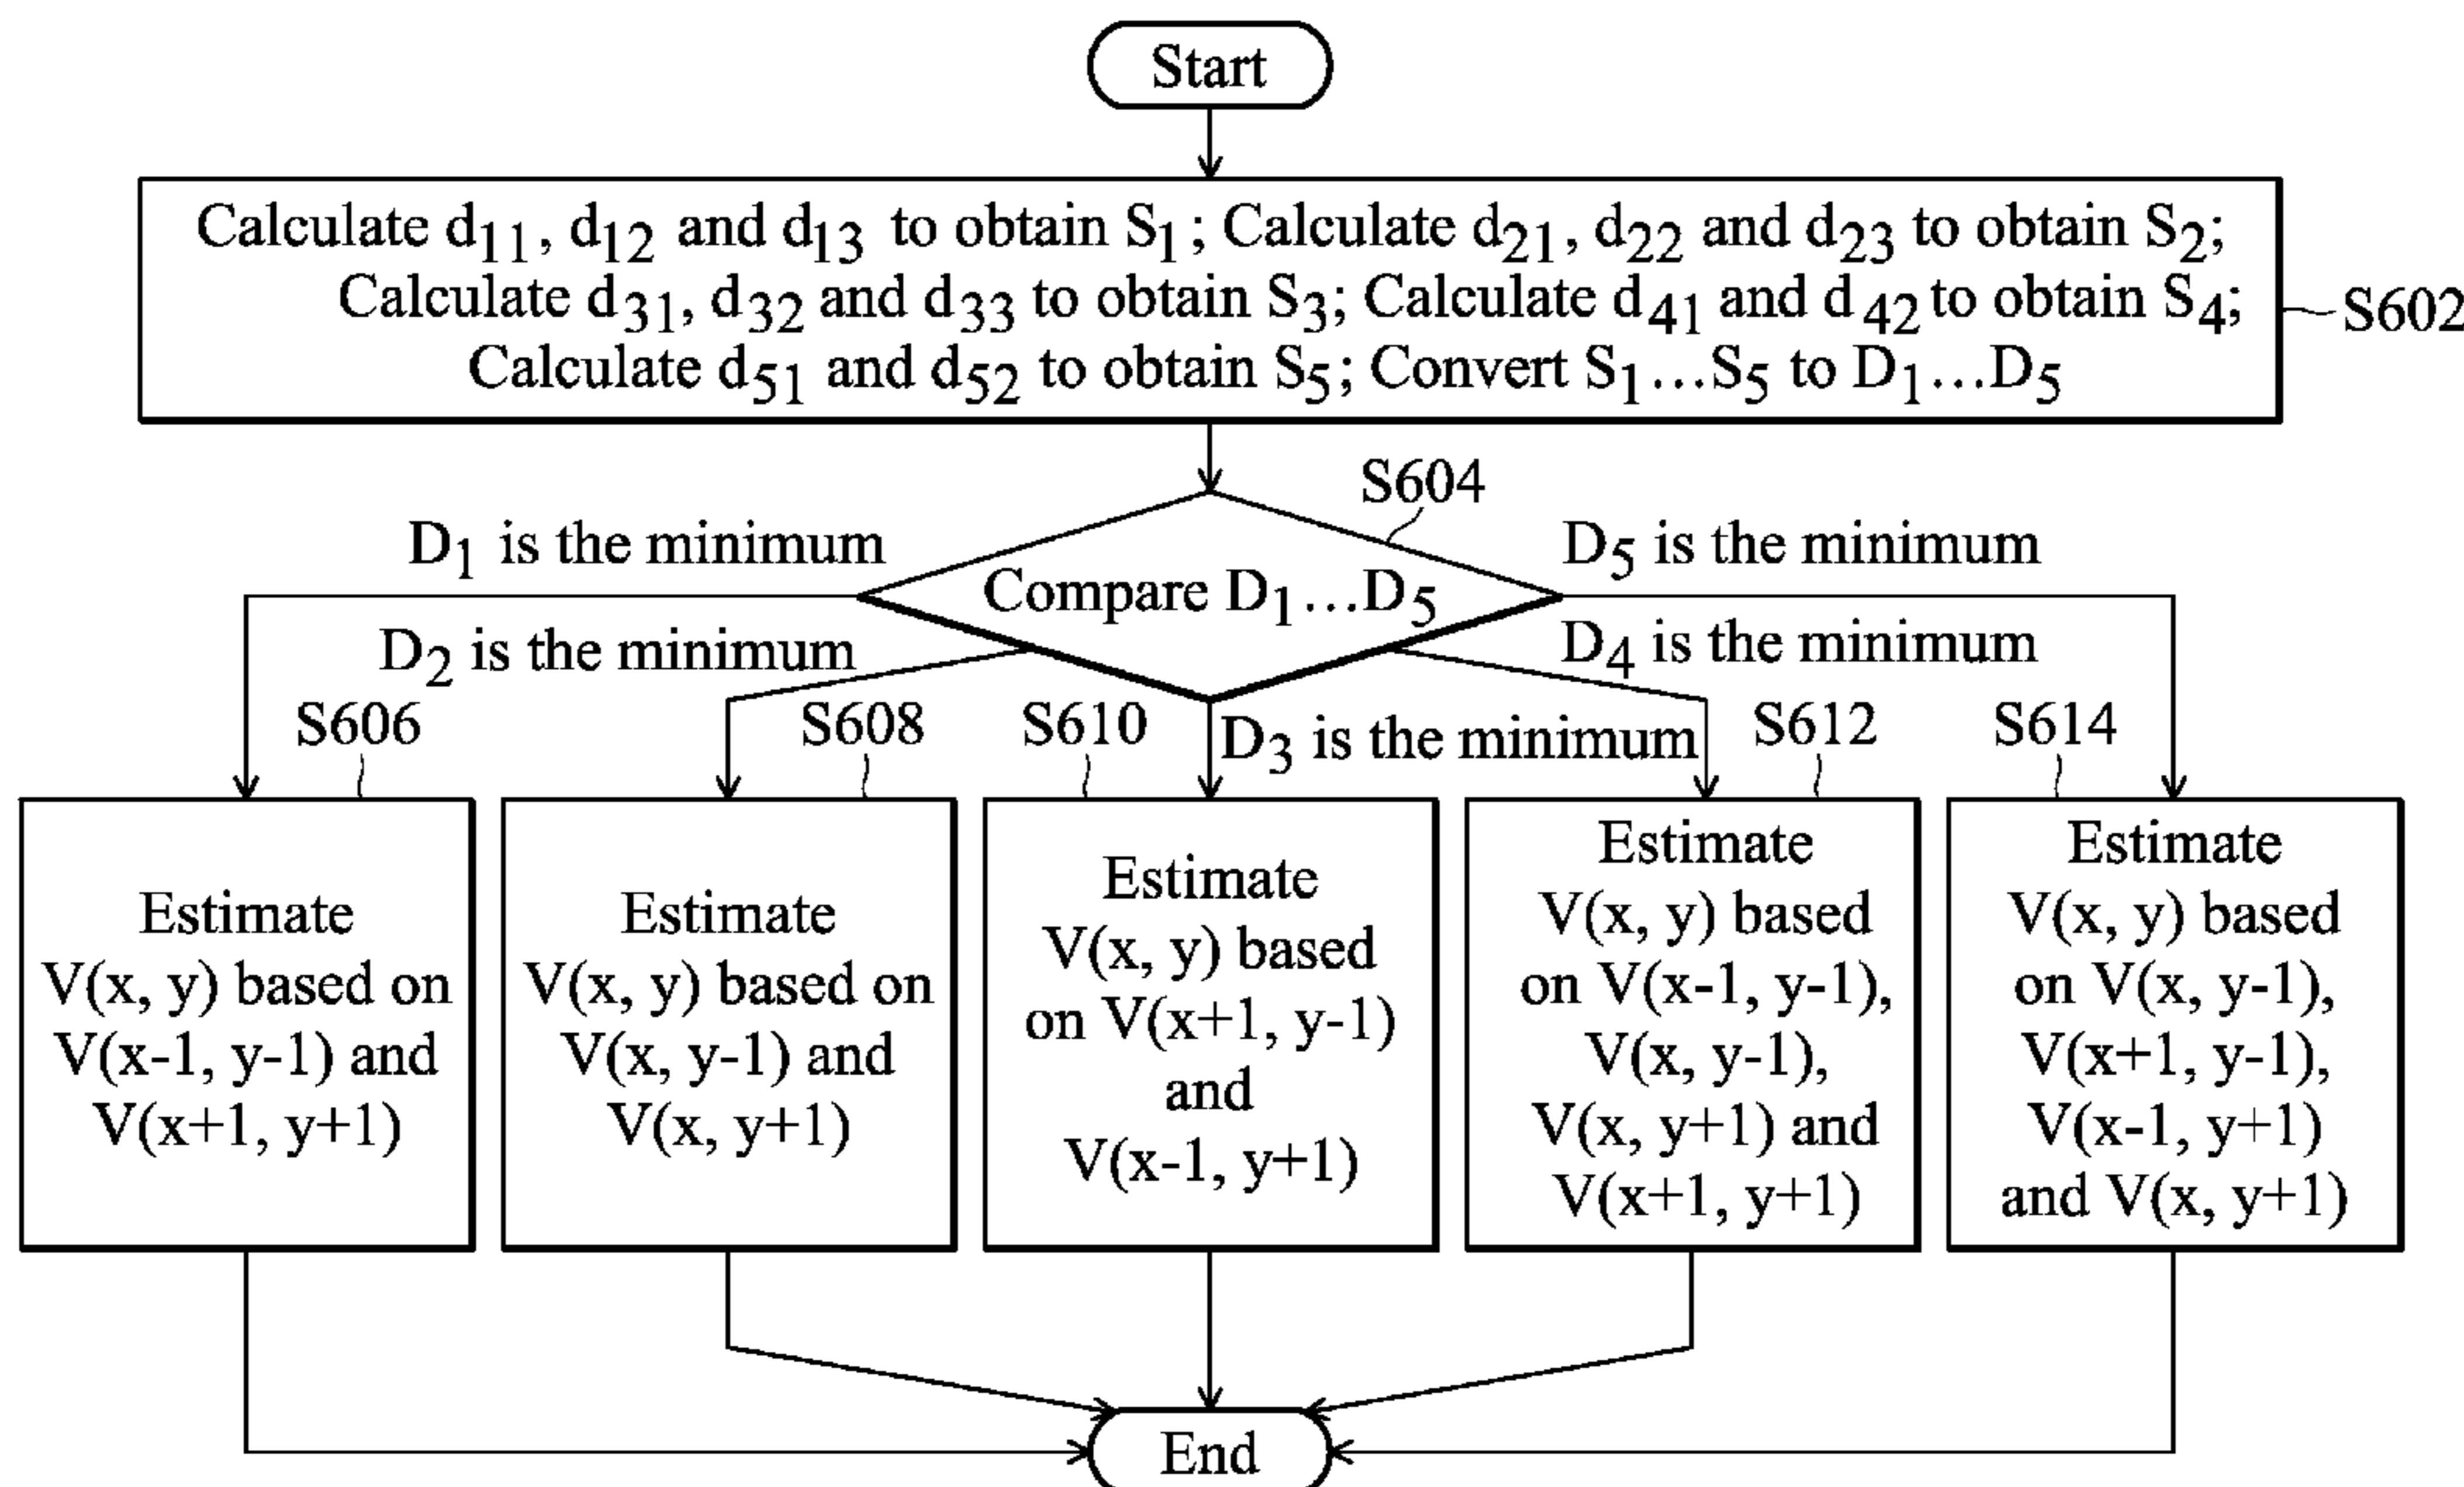 Start
Calculate d11, d12 and d13 to obtain S1; Calculate d21, d22 and d23 to obtain S2;
Calculate d31, d32 and d33 to obtain S3; Calculate d41 and d42 to obtain S4;
Calculate d51 and d52 to obtain S5; Convert S1...S5 to D1...D5
S602
S604
D1 is the minimum
D5 is the minimum
Compare D1...D5
D2 is the minimum
D4 is the minimum
D3 is the minimum
S606
S608
S610
S612
S614
Estimate
V(x, y) based on
V(x-1, y-1) and
V(x+1, y+1)
Estimate
V(x, y) based on
V(x, y-1) and
V(x, y+1)
Estimate
V(x, y) based
on V(x+1, y-1)
and
V(x-1, y+1)
Estimate
V(x, y) based
on V(x-1, y-1),
V(x, y-1),
V(x, y+1) and
V(x+1, y+1)
Estimate
V(x, y) based
on V(x, y-1),
V(x+1, y-1),
V(x-1, y+1)
and V(x, y+1)
End